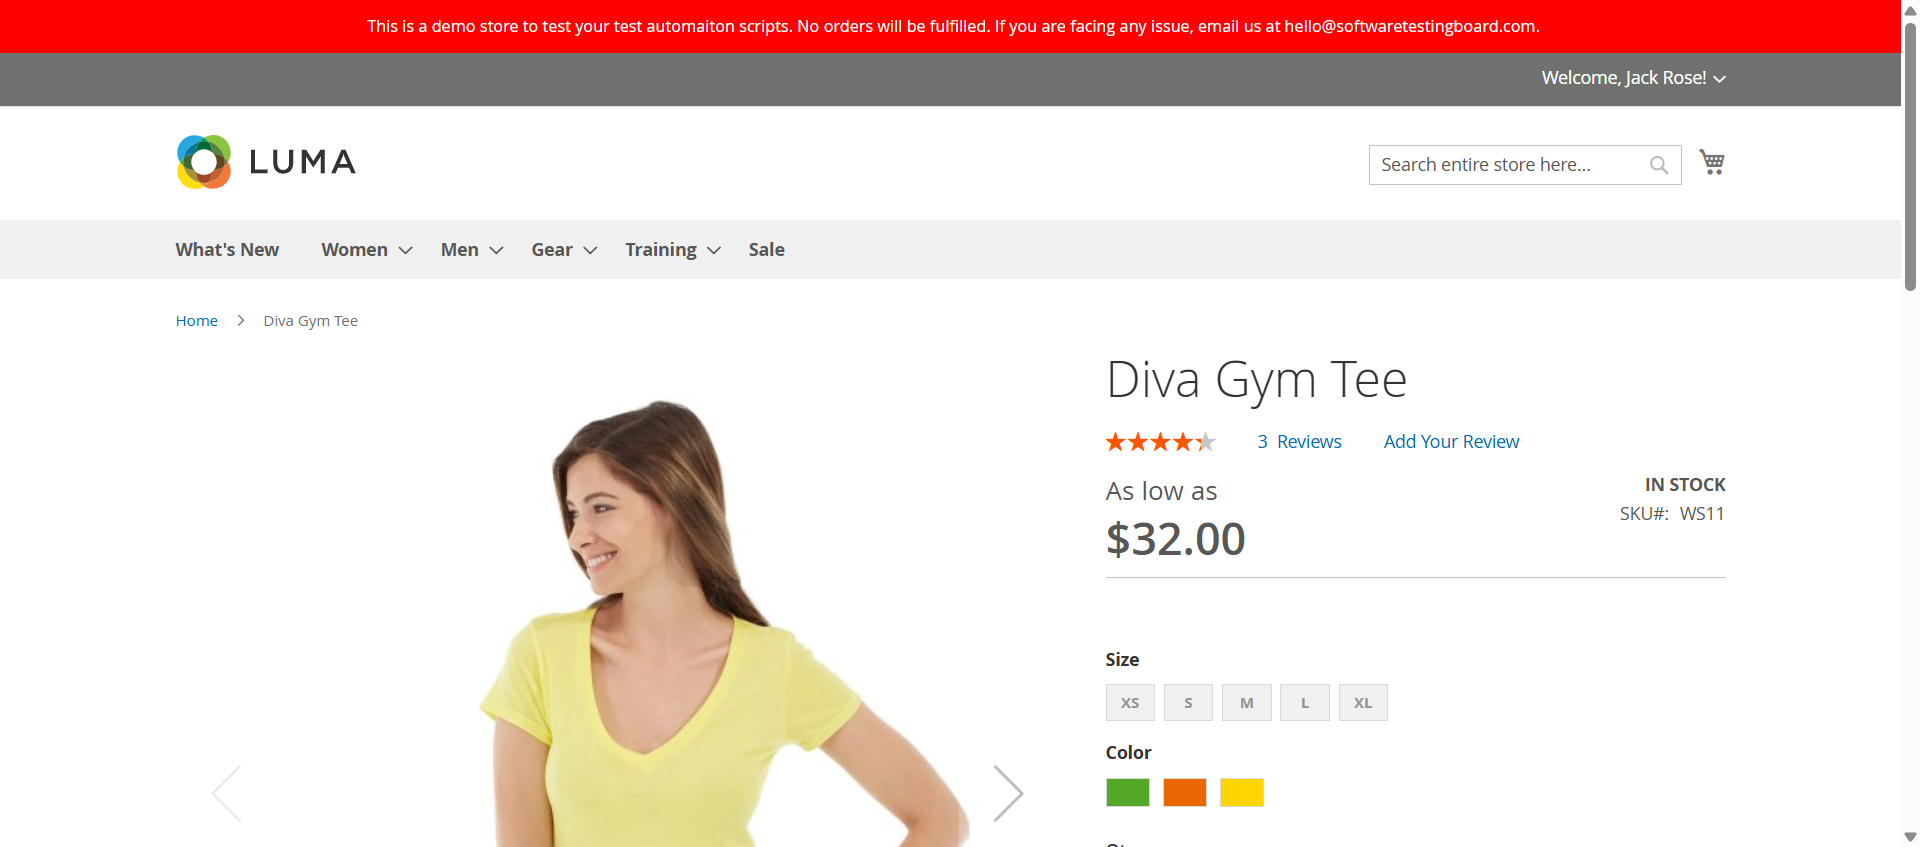 This is a demo store to test your test automaiton scripts. No orders will be fulfilled. If you are facing any issue, email us at hello@softwaretestingboard.com.
Welcome, Jack Rose!
LUMA
Search entire store here...
What's New Women Men Gear Training Sale
Home Diva Gym Tee
Diva Gym Tee
3 Reviews Add Your Review
As low as
IN STOCK
$32.00
SKU#: WS11
Size
XS S M L XL
Color